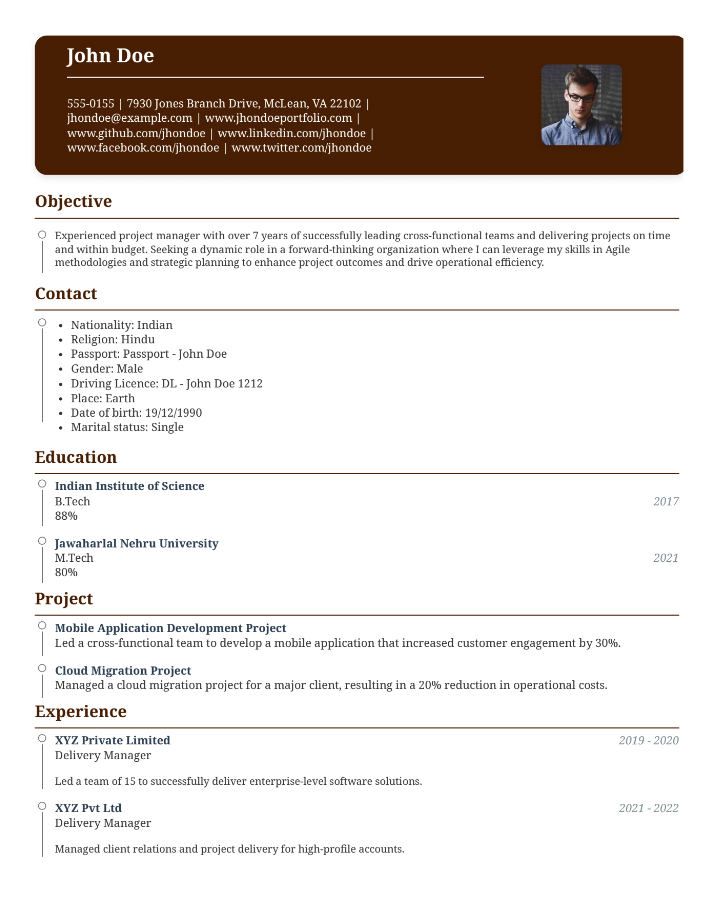 John Doe
555-0155 | 7930 Jones Branch Drive, McLean, VA 22102 |
jhondoe@example.com | www.jhondoeportfolio.com |
www.github.com/jhondoe | www.linkedin.com/jhondoe |
www.facebook.com/jhondoe | www.twitter.com/jhondoe
Objective
Experienced project manager with over 7 years of successfully leading cross-functional teams and delivering projects on time
and within budget. Seeking a dynamic role in a forward-thinking organization where I can leverage my skills in Agile
methodologies and strategic planning to enhance project outcomes and drive operational efficiency.
Contact
• Nationality: Indian
• Religion: Hindu
• Passport: Passport - John Doe
• Gender: Male
• Driving Licence: DL - John Doe 1212
• Place: Earth
• Date of birth: 19/12/1990
• Marital status: Single
Education
Indian Institute of Science
B.Tech 2017
88%
Jawaharlal Nehru University
M.Tech 2021
80%
Project
Mobile Application Development Project
Led a cross-functional team to develop a mobile application that increased customer engagement by 30%.
Cloud Migration Project
Managed a cloud migration project for a major client, resulting in a 20% reduction in operational costs.
Experience
XYZ Private Limited 2019 - 2020
Delivery Manager
Led a team of 15 to successfully deliver enterprise-level software solutions.
XYZ Pvt Ltd 2021 - 2022
Delivery Manager
Managed client relations and project delivery for high-profile accounts.